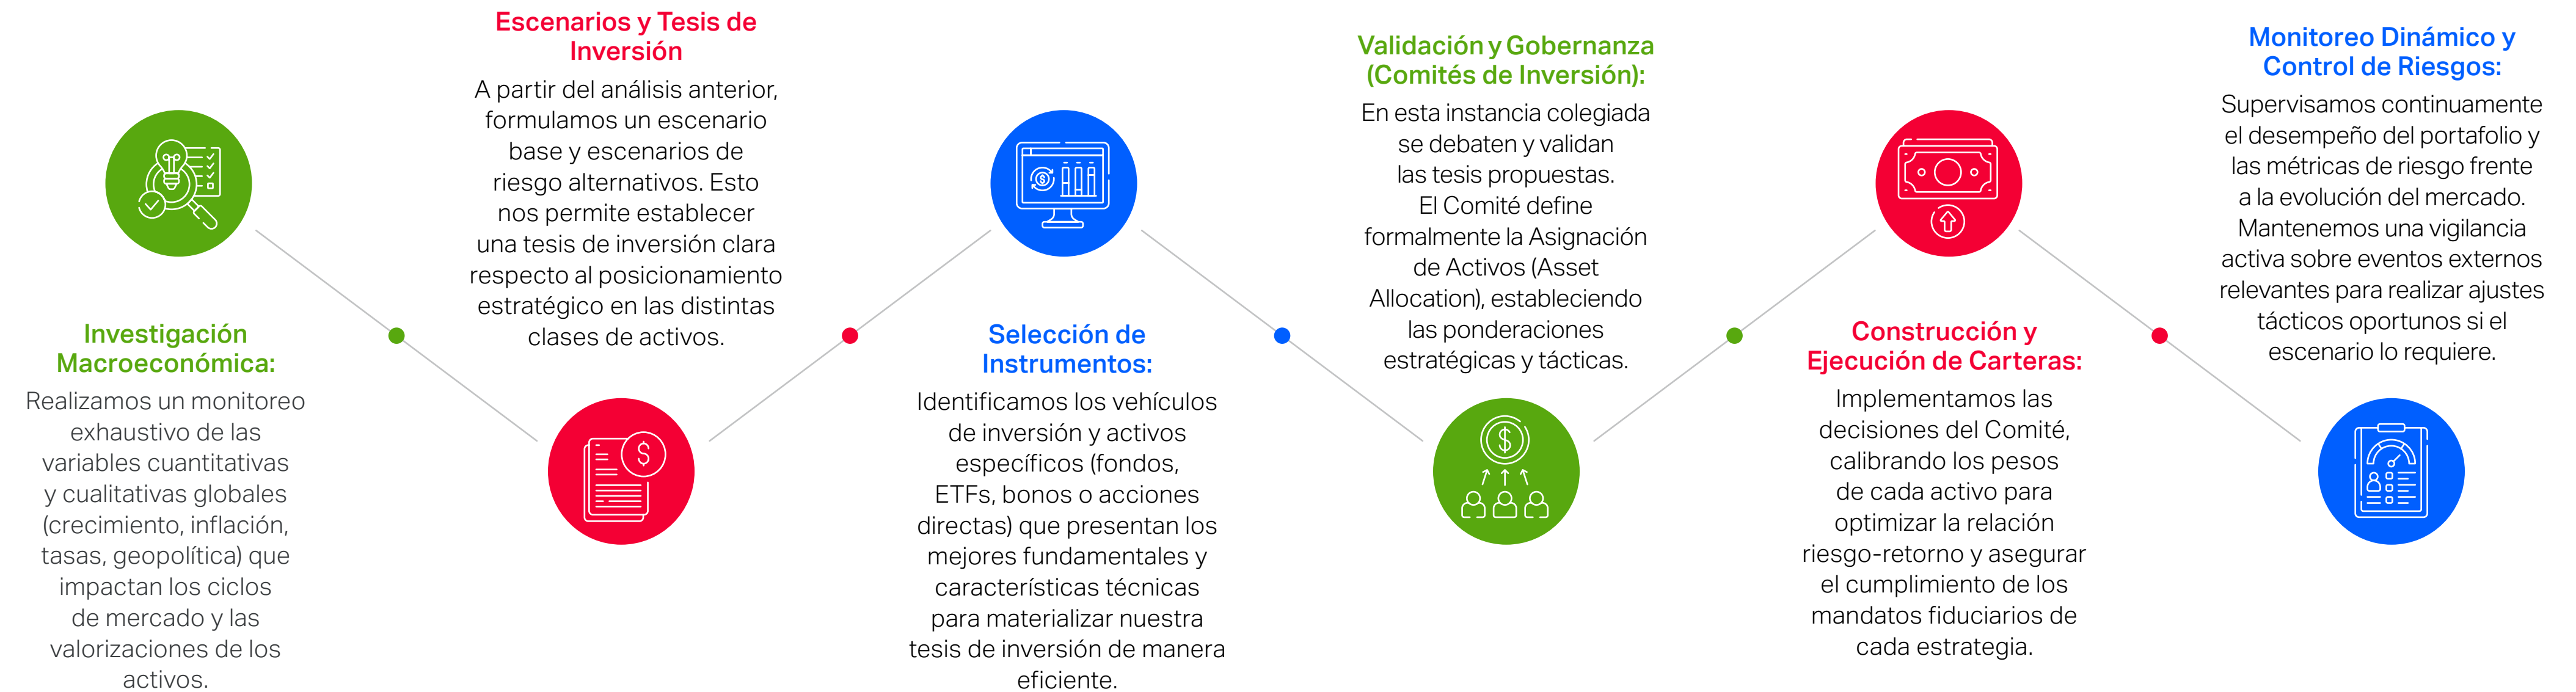 Investigación
Macroeconómica:
Realizamos un monitoreo
exhaustivo de las
variables cuantitativas
y cualitativas globales
(crecimiento, inflación,
tasas, geopolítica) que
impactan los ciclos
de mercado y las
valorizaciones de los
activos.
Escenarios y Tesis de
Inversión
A partir del análisis anterior,
formulamos un escenario
base y escenarios de
riesgo alternativos. Esto
nos permite establecer
una tesis de inversión clara
respecto al posicionamiento
estratégico en las distintas
clases de activos.
$
$
Selección de
Instrumentos:
Identificamos los vehículos
de inversión y activos
específicos (fondos,
ETFs, bonos o acciones
directas) que presentan los
mejores fundamentales y
características técnicas
para materializar nuestra
tesis de inversión de manera
eficiente.
Validación y Gobernanza
(Comités de Inversión):
En esta instancia colegiada
se debaten y validan
las tesis propuestas.
El Comité define
formalmente la Asignación
de Activos (Asset
Allocation), estableciendo
las ponderaciones
estratégicas y tácticas.
$
Construcción y
Ejecución de Carteras:
Implementamos las
decisiones del Comité,
calibrando los pesos
de cada activo para
optimizar la relación
riesgo-retorno y asegurar
el cumplimiento de los
mandatos fiduciarios de
cada estrategia.
Monitoreo Dinámico y
Control de Riesgos:
Supervisamos continuamente
el desempeño del portafolio y
las métricas de riesgo frente
a la evolución del mercado.
Mantenemos una vigilancia
activa sobre eventos externos
relevantes para realizar ajustes
tácticos oportunos si el
escenario lo requiere.